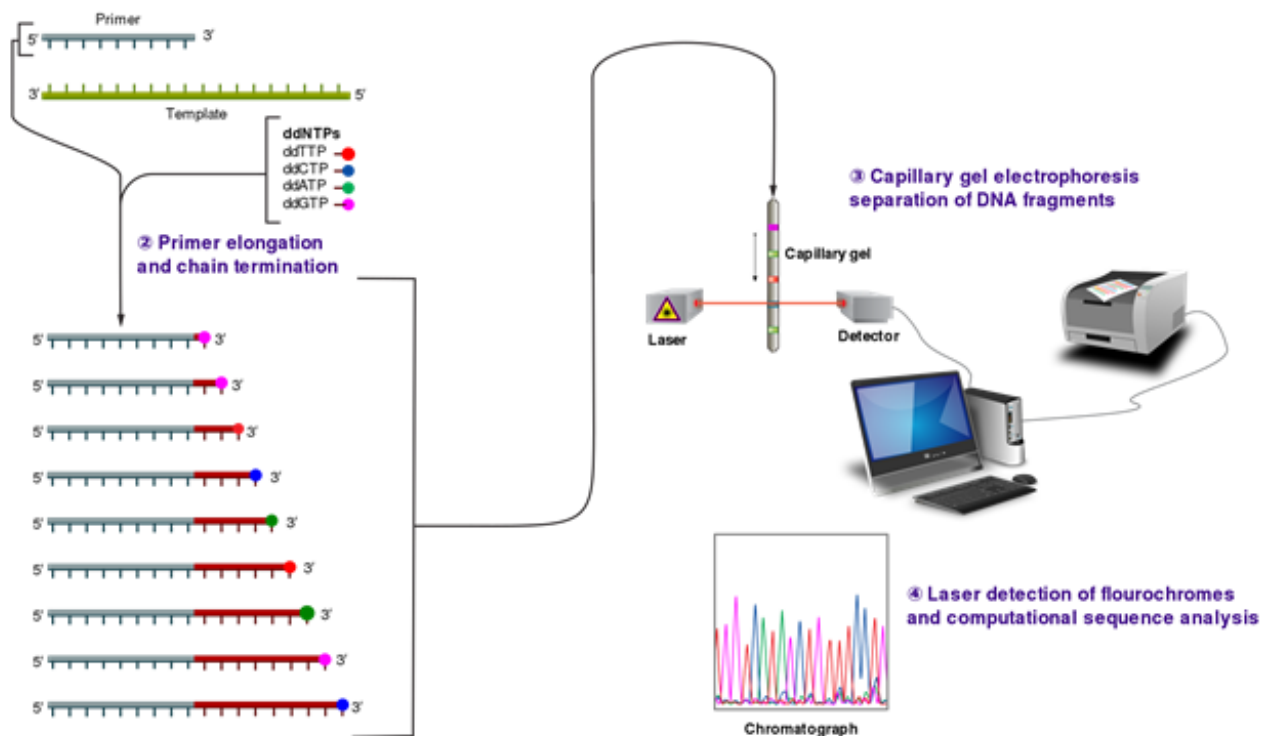 Primer
5' 3'
3' 5'
Template
ddNTPs
ddTTP
ddCTP
ddATP
ddGTP
② Primer elongation
and chain termination
5' 3'
5' 3'
5' 3'
5' 3'
5' 3'
5' 3'
5' 3'
5' 3'
5' 3'
③ Capillary gel electrophoresis
separation of DNA fragments
Capillary gel
Laser
Detector
④ Laser detection of flourochromes
and computational sequence analysis
Chromatograph